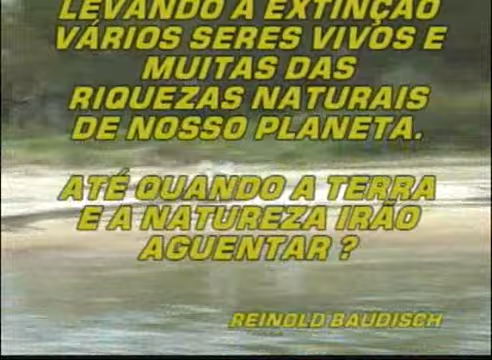 LEVANDO A EXTINÇÃO
VÁRIOS SERES VIVOS E
MUITAS DAS
RIQUEZAS NATURAIS
DE NOSSO PLANETA.
ATÉ QUANDO A TERRA
E A NATUREZA IRÃO
AGUENTAR ?
REINOLD BAUDISCH